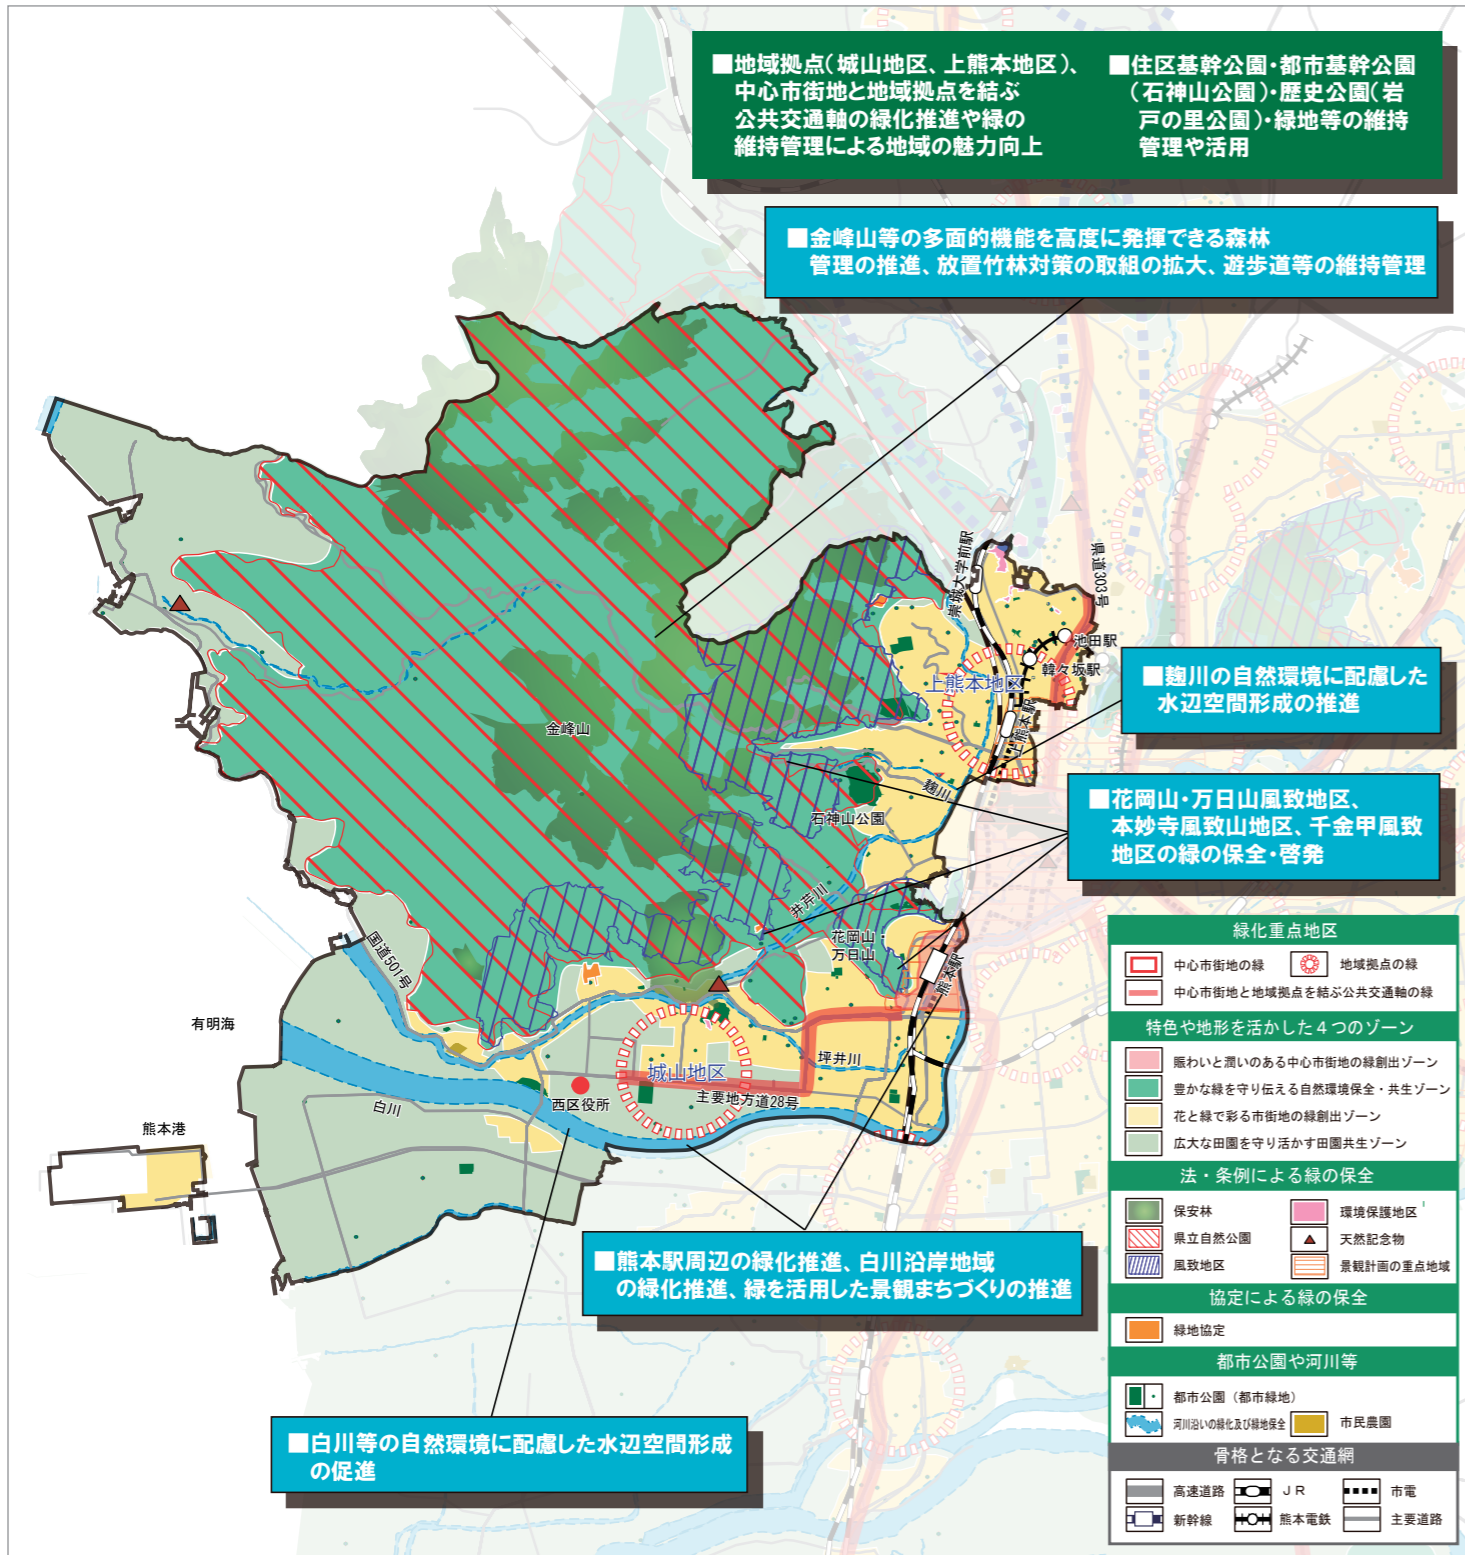 ■地域拠点(城山地区、上熊本地区)、
中心市街地と地域拠点を結ぶ
公共交通軸の緑化推進や緑の
維持管理による地域の魅力向上
■住区基幹公園・都市基幹公園
(石神山公園)・歴史公園(岩
戸の里公園)・緑地等の維持
管理や活用
■金峰山等の多面的機能を高度に発揮できる森林
管理の推進、放置竹林対策の取組の拡大、遊歩道等の維持管理
崇城大学前駅
県道303号
池田駅
韓々坂駅
上熊本地区
上熊本駅
■麹川の自然環境に配慮した
水辺空間形成の推進
金峰山
麹川
石神山公園
■花岡山・万日山風致地区、
本妙寺風致山地区、千金甲風致
地区の緑の保全・啓発
井芹川
花岡山・
万日山
熊本駅
国道501号
有明海
坪井川
城山地区
主要地方道28号
西区役所
白川
熊本港
■熊本駅周辺の緑化推進、白川沿岸地域
の緑化推進、緑を活用した景観まちづくりの推進
■白川等の自然環境に配慮した水辺空間形成
の促進
緑化重点地区
中心市街地の緑
地域拠点の緑
中心市街地と地域拠点を結ぶ公共交通軸の緑
特色や地形を活かした4つのゾーン
賑わいと潤いのある中心市街地の緑創出ゾーン
豊かな緑を守り伝える自然環境保全・共生ゾーン
花と緑で彩る市街地の緑創出ゾーン
広大な田園を守り活かす田園共生ゾーン
法・条例による緑の保全
保安林
環境保護地区
県立自然公園
天然記念物
風致地区
景観計画の重点地域
協定による緑の保全
緑地協定
都市公園や河川等
都市公園(都市緑地)
河川沿いの緑化及び緑地保全
市民農園
骨格となる交通網
高速道路
JR
市電
新幹線
熊本電鉄
主要道路